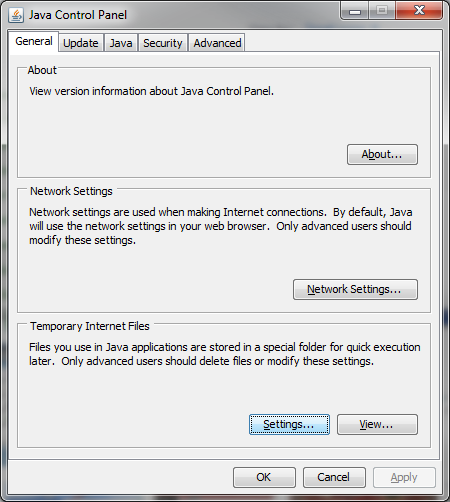 Java Control Panel
General Update Java Security Advanced
About
View version information about Java Control Panel.
About...
Network Settings
Network settings are used when making Internet connections. By default, Java
will use the network settings in your web browser. Only advanced users should
modify these settings.
Network Settings...
Temporary Internet Files
Files you use in Java applications are stored in a special folder for quick execution
later. Only advanced users should delete files or modify these settings.
Settings... View...
OK Cancel Apply